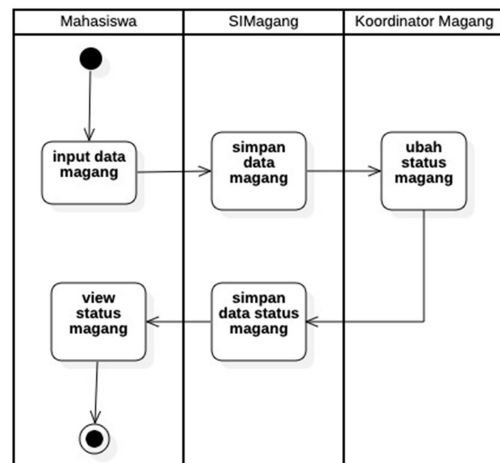 Mahasiswa
SIMagang
Koordinator Magang
input data
magang
simpan
data
magang
ubah
status
magang
view
status
magang
simpan
data status
magang